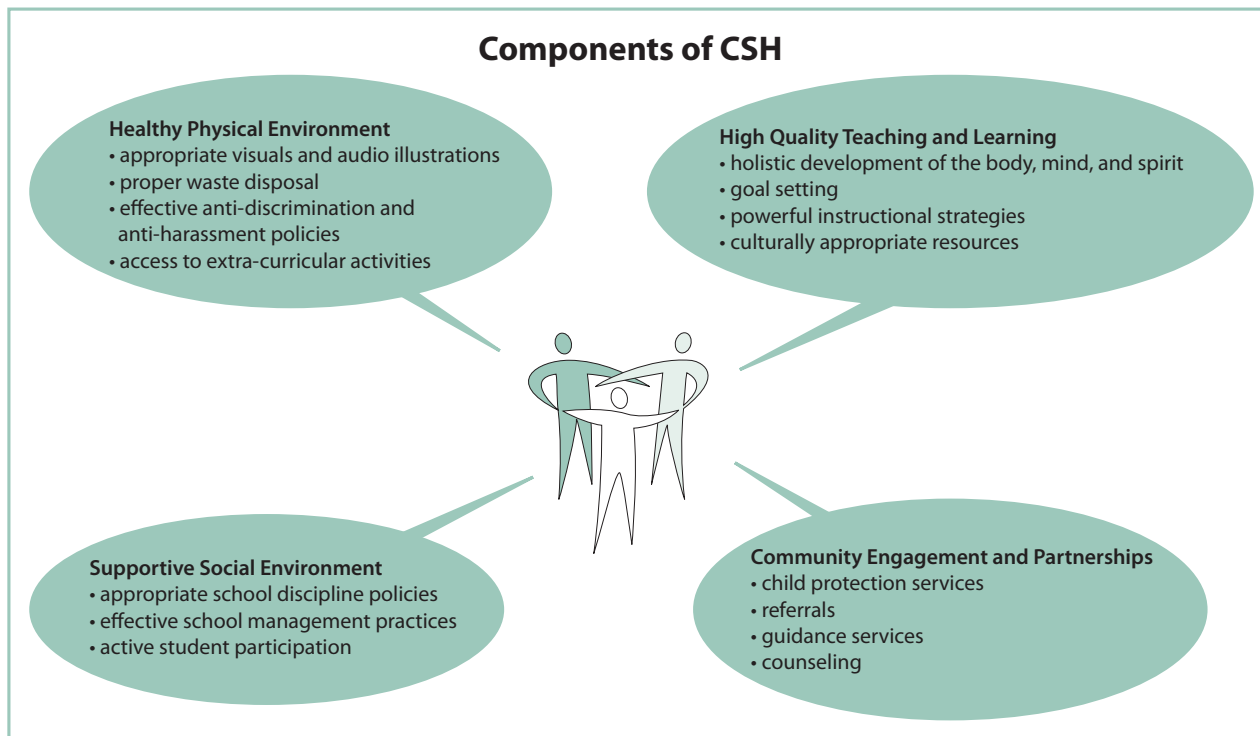 Components of CSH
Healthy Physical Environment
• appropriate visuals and audio illustrations
• proper waste disposal
• effective anti-discrimination and
anti-harassment policies
• access to extra-curricular activities
High Quality Teaching and Learning
• holistic development of the body, mind, and spirit
• goal setting
• powerful instructional strategies
• culturally appropriate resources
Supportive Social Environment
• appropriate school discipline policies
• effective school management practices
• active student participation
Community Engagement and Partnerships
• child protection services
• referrals
• guidance services
• counseling